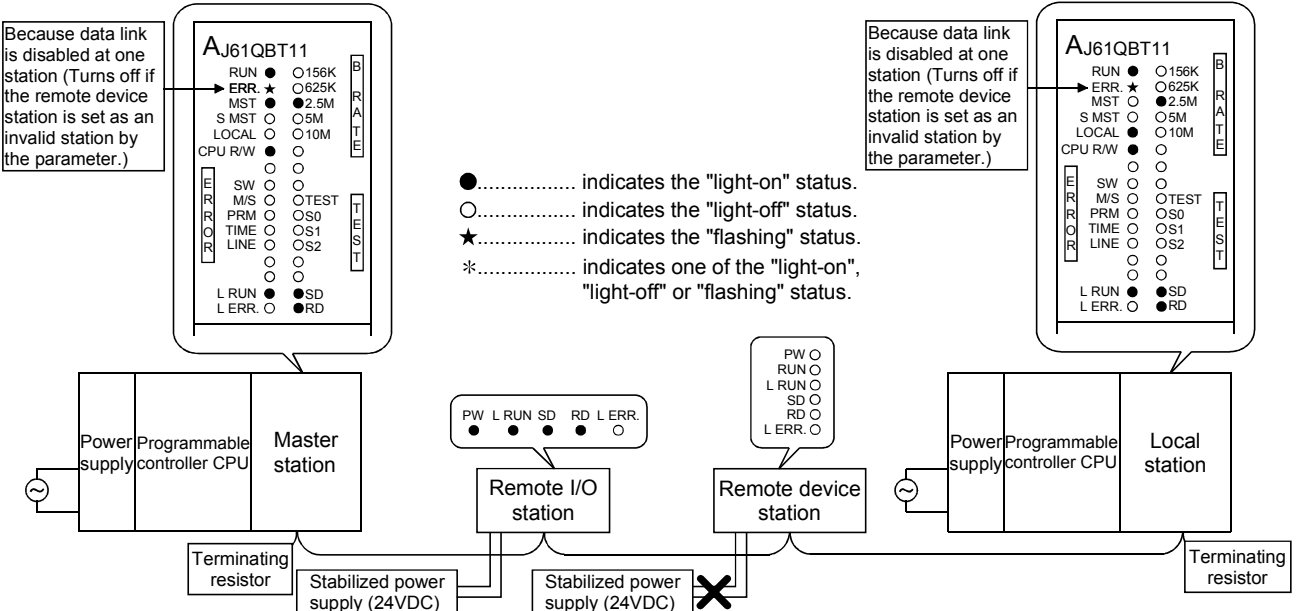 Because data link
is disabled at one
station (Turns off if
the remote device
station is set as an
invalid station by
the parameter.)
AJ61QBT11
RUN ● ○156K
ERR. ★ ○625K
MST ● ●2.5M
S MST ○ ○5M
LOCAL ○ ○10M
CPU R/W ● ○
○ ○
SW ○ ○
M/S ○ ○TEST
PRM ○ ○S0
TIME ○ ○S1
LINE ○ ○S2
○ ○
○ ○
L RUN ● ●SD
L ERR. ○ ●RD
B RATE
ERROR
TEST
●................. indicates the "light-on" status.
○................. indicates the "light-off" status.
★................. indicates the "flashing" status.
*................. indicates one of the "light-on",
"light-off" or "flashing" status.
Because data link
is disabled at one
station (Turns off if
the remote device
station is set as an
invalid station by
the parameter.)
AJ61QBT11
RUN ● ○156K
ERR. ★ ○625K
MST ○ ●2.5M
S MST ○ ○5M
LOCAL ● ○10M
CPU R/W ● ○
○ ○
SW ○ ○
M/S ○ ○TEST
PRM ○ ○S0
TIME ○ ○S1
LINE ○ ○S2
○ ○
○ ○
L RUN ● ●SD
L ERR. ○ ●RD
B RATE
ERROR
TEST
Power
supply
Programmable
controller CPU
Master
station
Terminating
resistor
PW L RUN SD RD L ERR.
● ● ● ● ○
Remote I/O
station
Stabilized power
supply (24VDC)
PW ○
RUN ○
L RUN ○
SD ○
RD ○
L ERR. ○
Remote device
station
Stabilized power
supply (24VDC)
Power
supply
Programmable
controller CPU
Local
station
Terminating
resistor